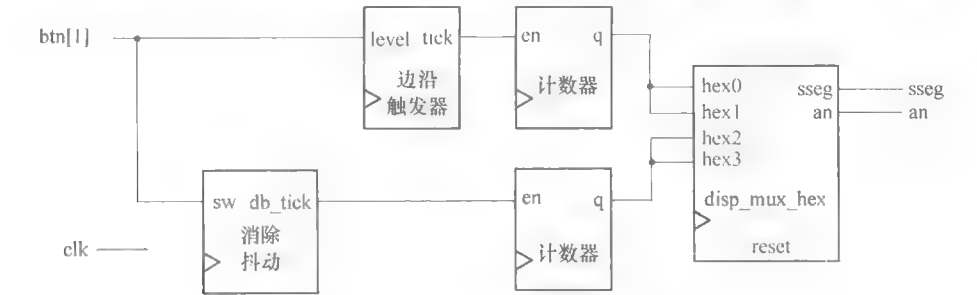 btn[1]
level tick
边沿
触发器
en q
计数器
hex0
hex1
hex2
hex3
sseg
an
sseg
an
disp_mux_hex
reset
sw db_tick
消除
抖动
en q
计数器
clk